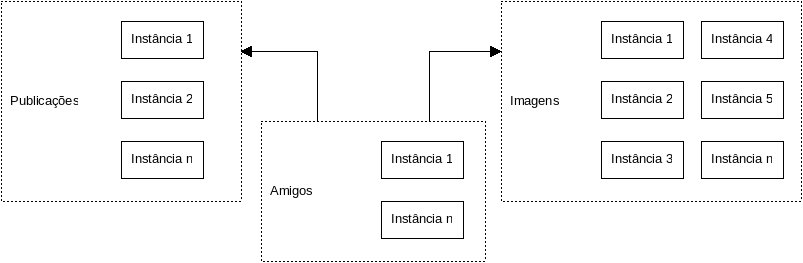 Publicações
Instância 1
Instância 2
Instância n
Amigos
Instância 1
Instância n
Imagens
Instância 1
Instância 4
Instância 2
Instância 5
Instância 3
Instância n